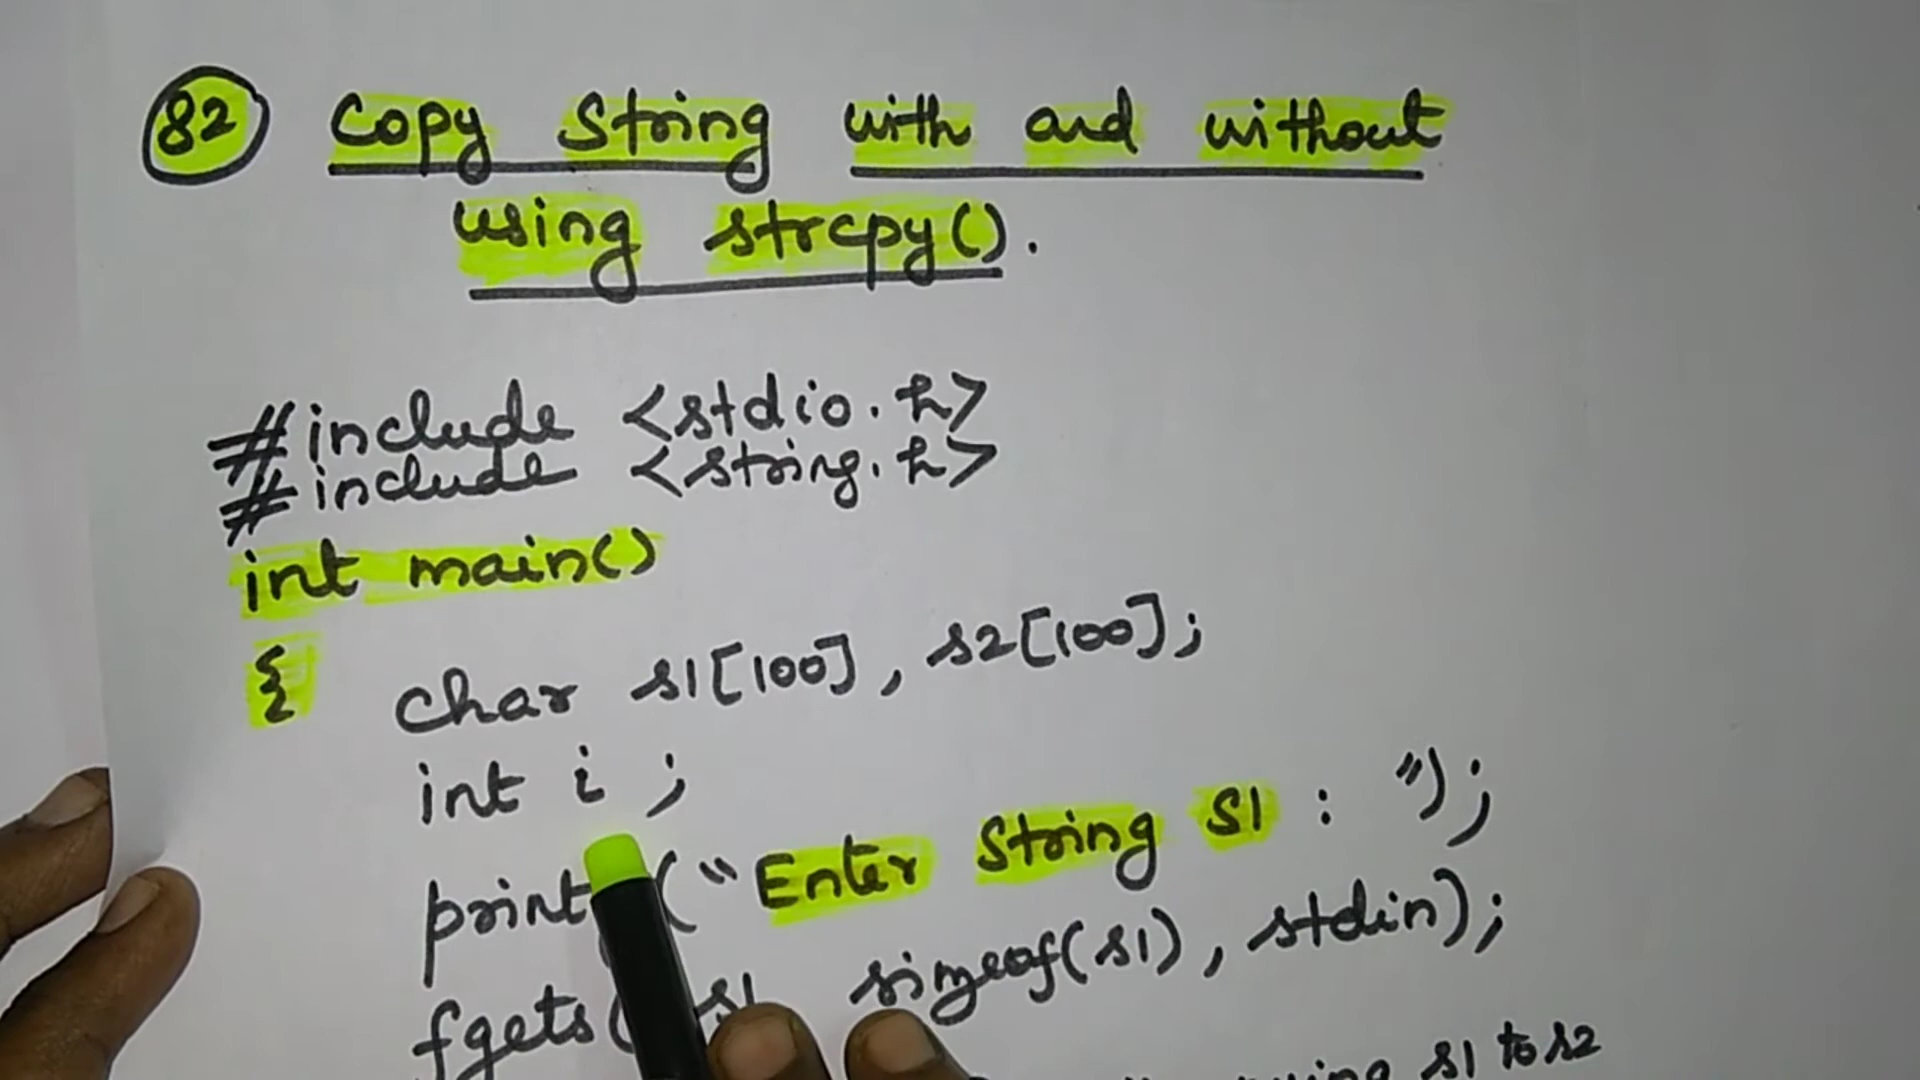 82 Copy String with and without
using strcpy().
#include <stdio.h>
#include <string.h>
int main()
{ char s1[100], s2[100];
int i ;
print ("Enter String S1 : ");
fgets( s1 sizeof(s1), stdin);
s1 to s2